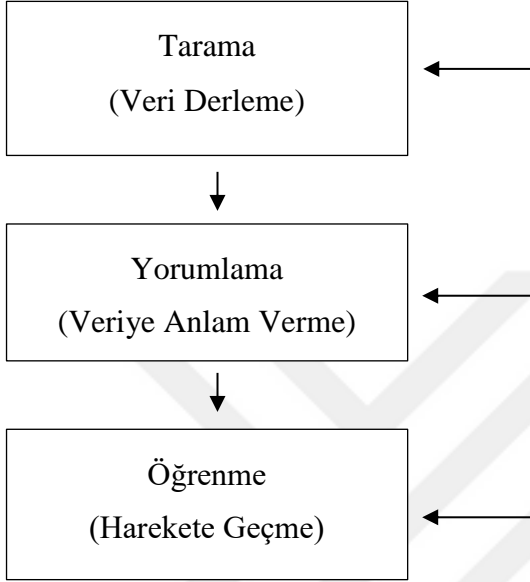 Tarama
(Veri Derleme)
Yorumlama
(Veriye Anlam Verme)
Öğrenme
(Harekete Geçme)